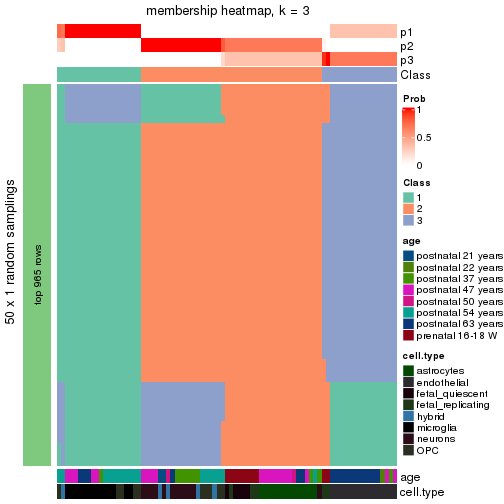 membership heatmap, k = 3
p1
p2
p3
Class
50 x 1 random samplings
top 965 rows
Prob
1
0.5
0
Class
1
2
3
age
postnatal 21 years
postnatal 22 years
postnatal 37 years
postnatal 47 years
postnatal 50 years
postnatal 54 years
postnatal 63 years
prenatal 16-18 W
cell.type
astrocytes
endothelial
fetal_quiescent
fetal_replicating
hybrid
microglia
neurons
OPC
age
cell.type